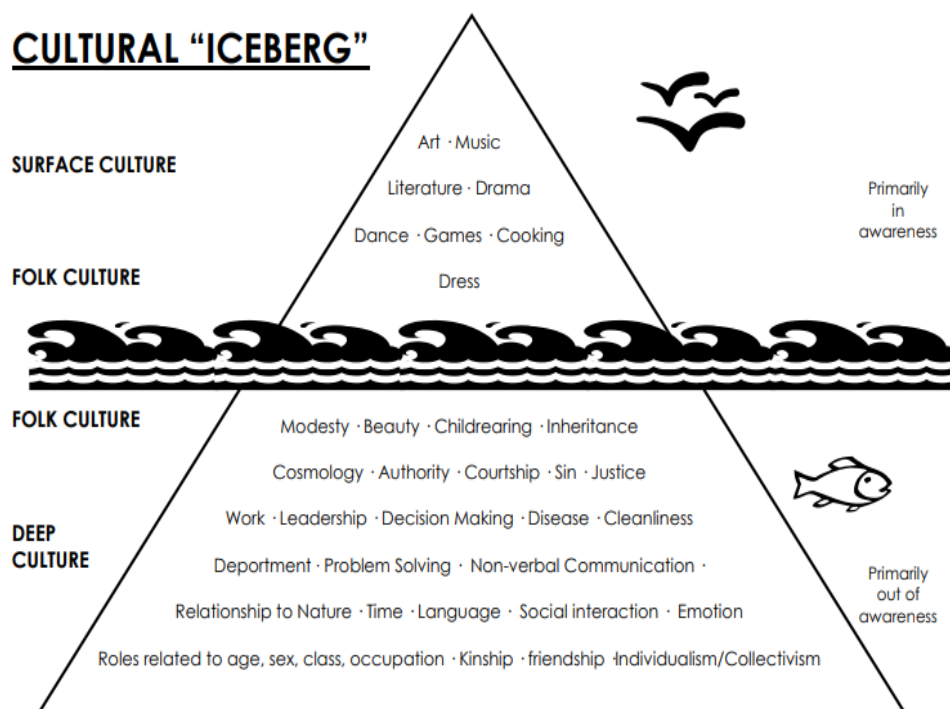 CULTURAL “ICEBERG”
Art · Music
SURFACE CULTURE
Literature · Drama
Primarily
in
awareness
Dance · Games · Cooking
FOLK CULTURE
Dress
FOLK CULTURE
Modesty · Beauty · Childrearing · Inheritance
Cosmology · Authority · Courtship · Sin · Justice
Work · Leadership · Decision Making · Disease · Cleanliness
DEEP
CULTURE
Deportment · Problem Solving · Non-verbal Communication ·
Primarily
out of
awareness
Relationship to Nature · Time · Language · Social interaction · Emotion
Roles related to age, sex, class, occupation · Kinship · friendship ·Individualism/Collectivism